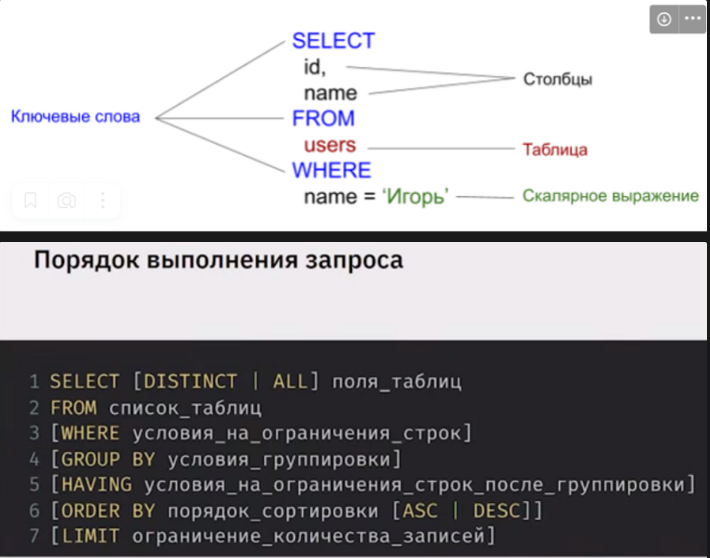 SELECT
id,
name
Столбцы
Ключевые слова
FROM
users
Таблица
WHERE
name = ‘Игорь’
Скалярное выражение
Порядок выполнения запроса
1 SELECT [DISTINCT | ALL] поля_таблиц
2 FROM список_таблиц
3 [WHERE условия_на_ограничения_строк]
4 [GROUP BY условия_группировки]
5 [HAVING условия_на_ограничения_строк_после_группировки]
6 [ORDER BY порядок_сортировки [ASC | DESC]]
7 [LIMIT ограничение_количества_записей]